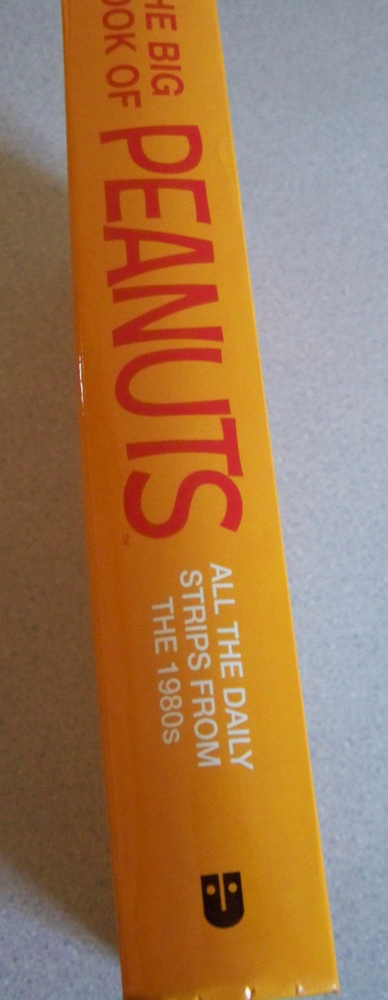 HE BIG
OOK OF
PEANUTS
ALL THE DAILY
STRIPS FROM
THE 1980s